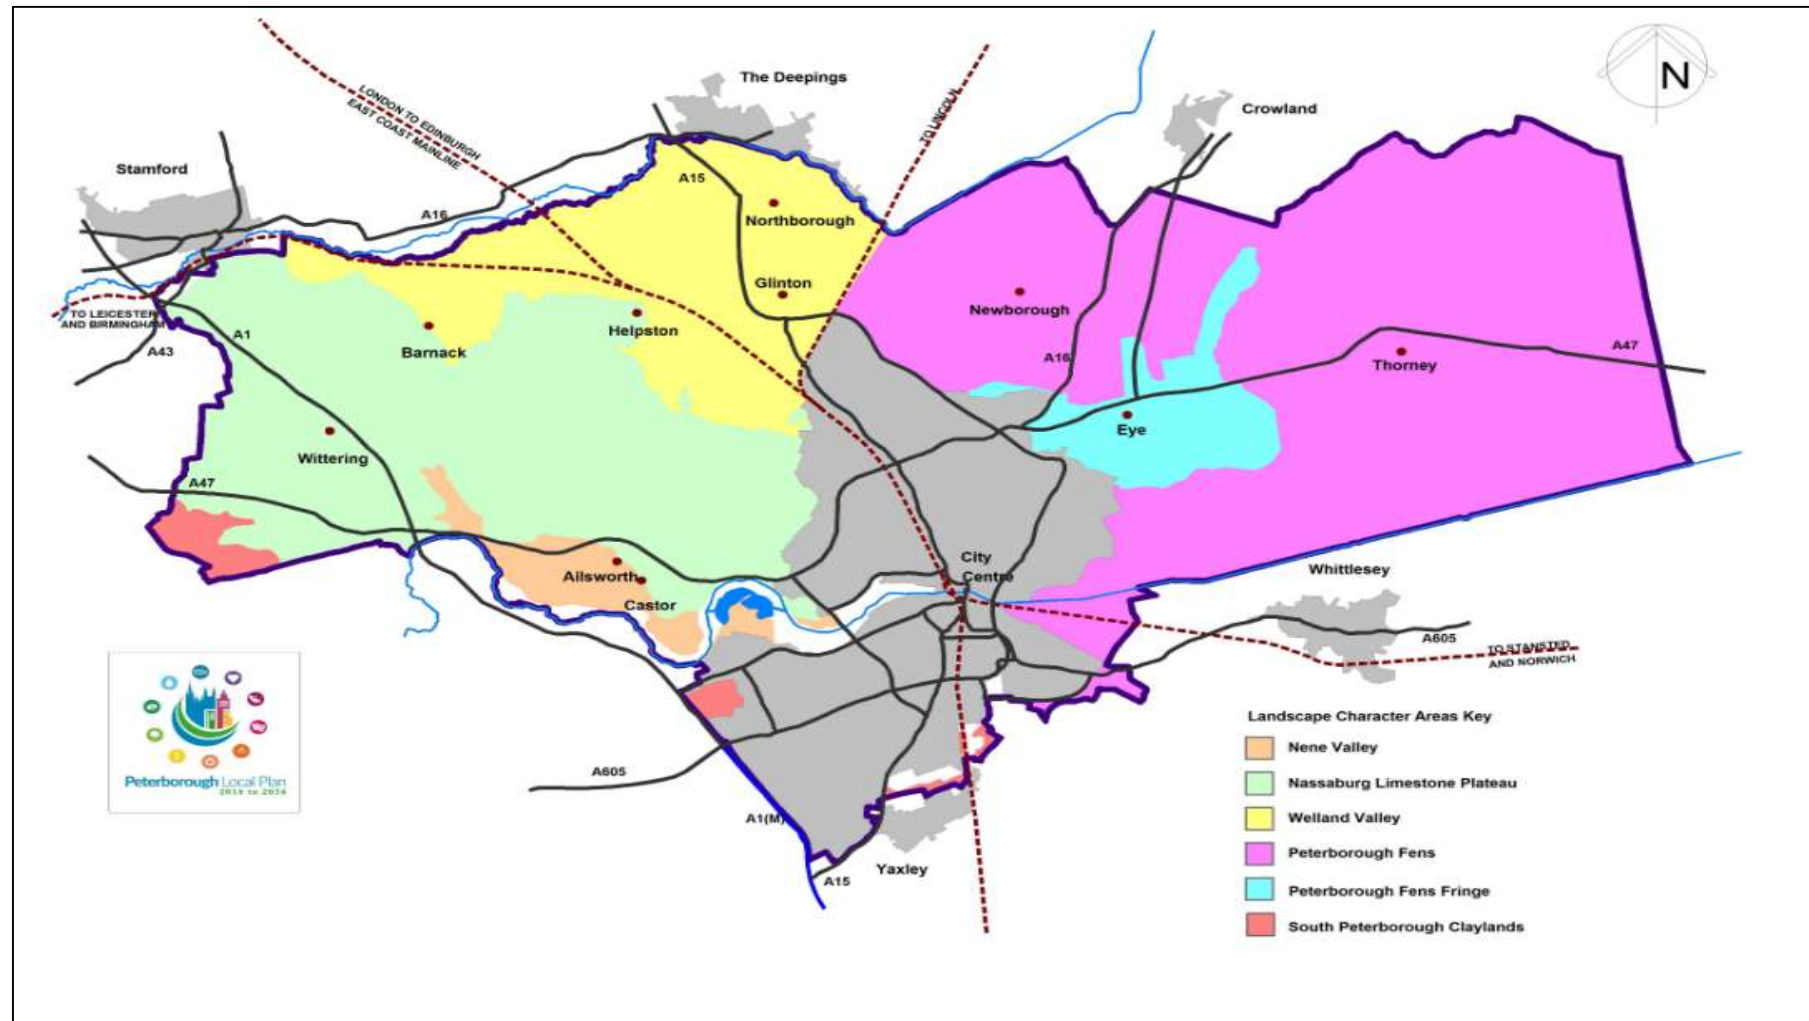 The Deepings
Crowland
N
LONDON TO EDINBURGH
EAST COAST MAINLINE
TO LINCOLN
Stamford
A15
A16
Northborough
Glinton
Newborough
TO LEICESTER
AND BIRMINGHAM
A1
Helpston
Barnack
A43
A16
A47
Thorney
Eye
Wittering
A47
City
Centre
Ailsworth
Castor
Whittlesey
A605
TO STANSTED
AND NORWICH
Peterborough Local Plan
2016 to 2036
A605
A1(M)
A15
Yaxley
Landscape Character Areas Key
Nene Valley
Nassaburg Limestone Plateau
Welland Valley
Peterborough Fens
Peterborough Fens Fringe
South Peterborough Claylands